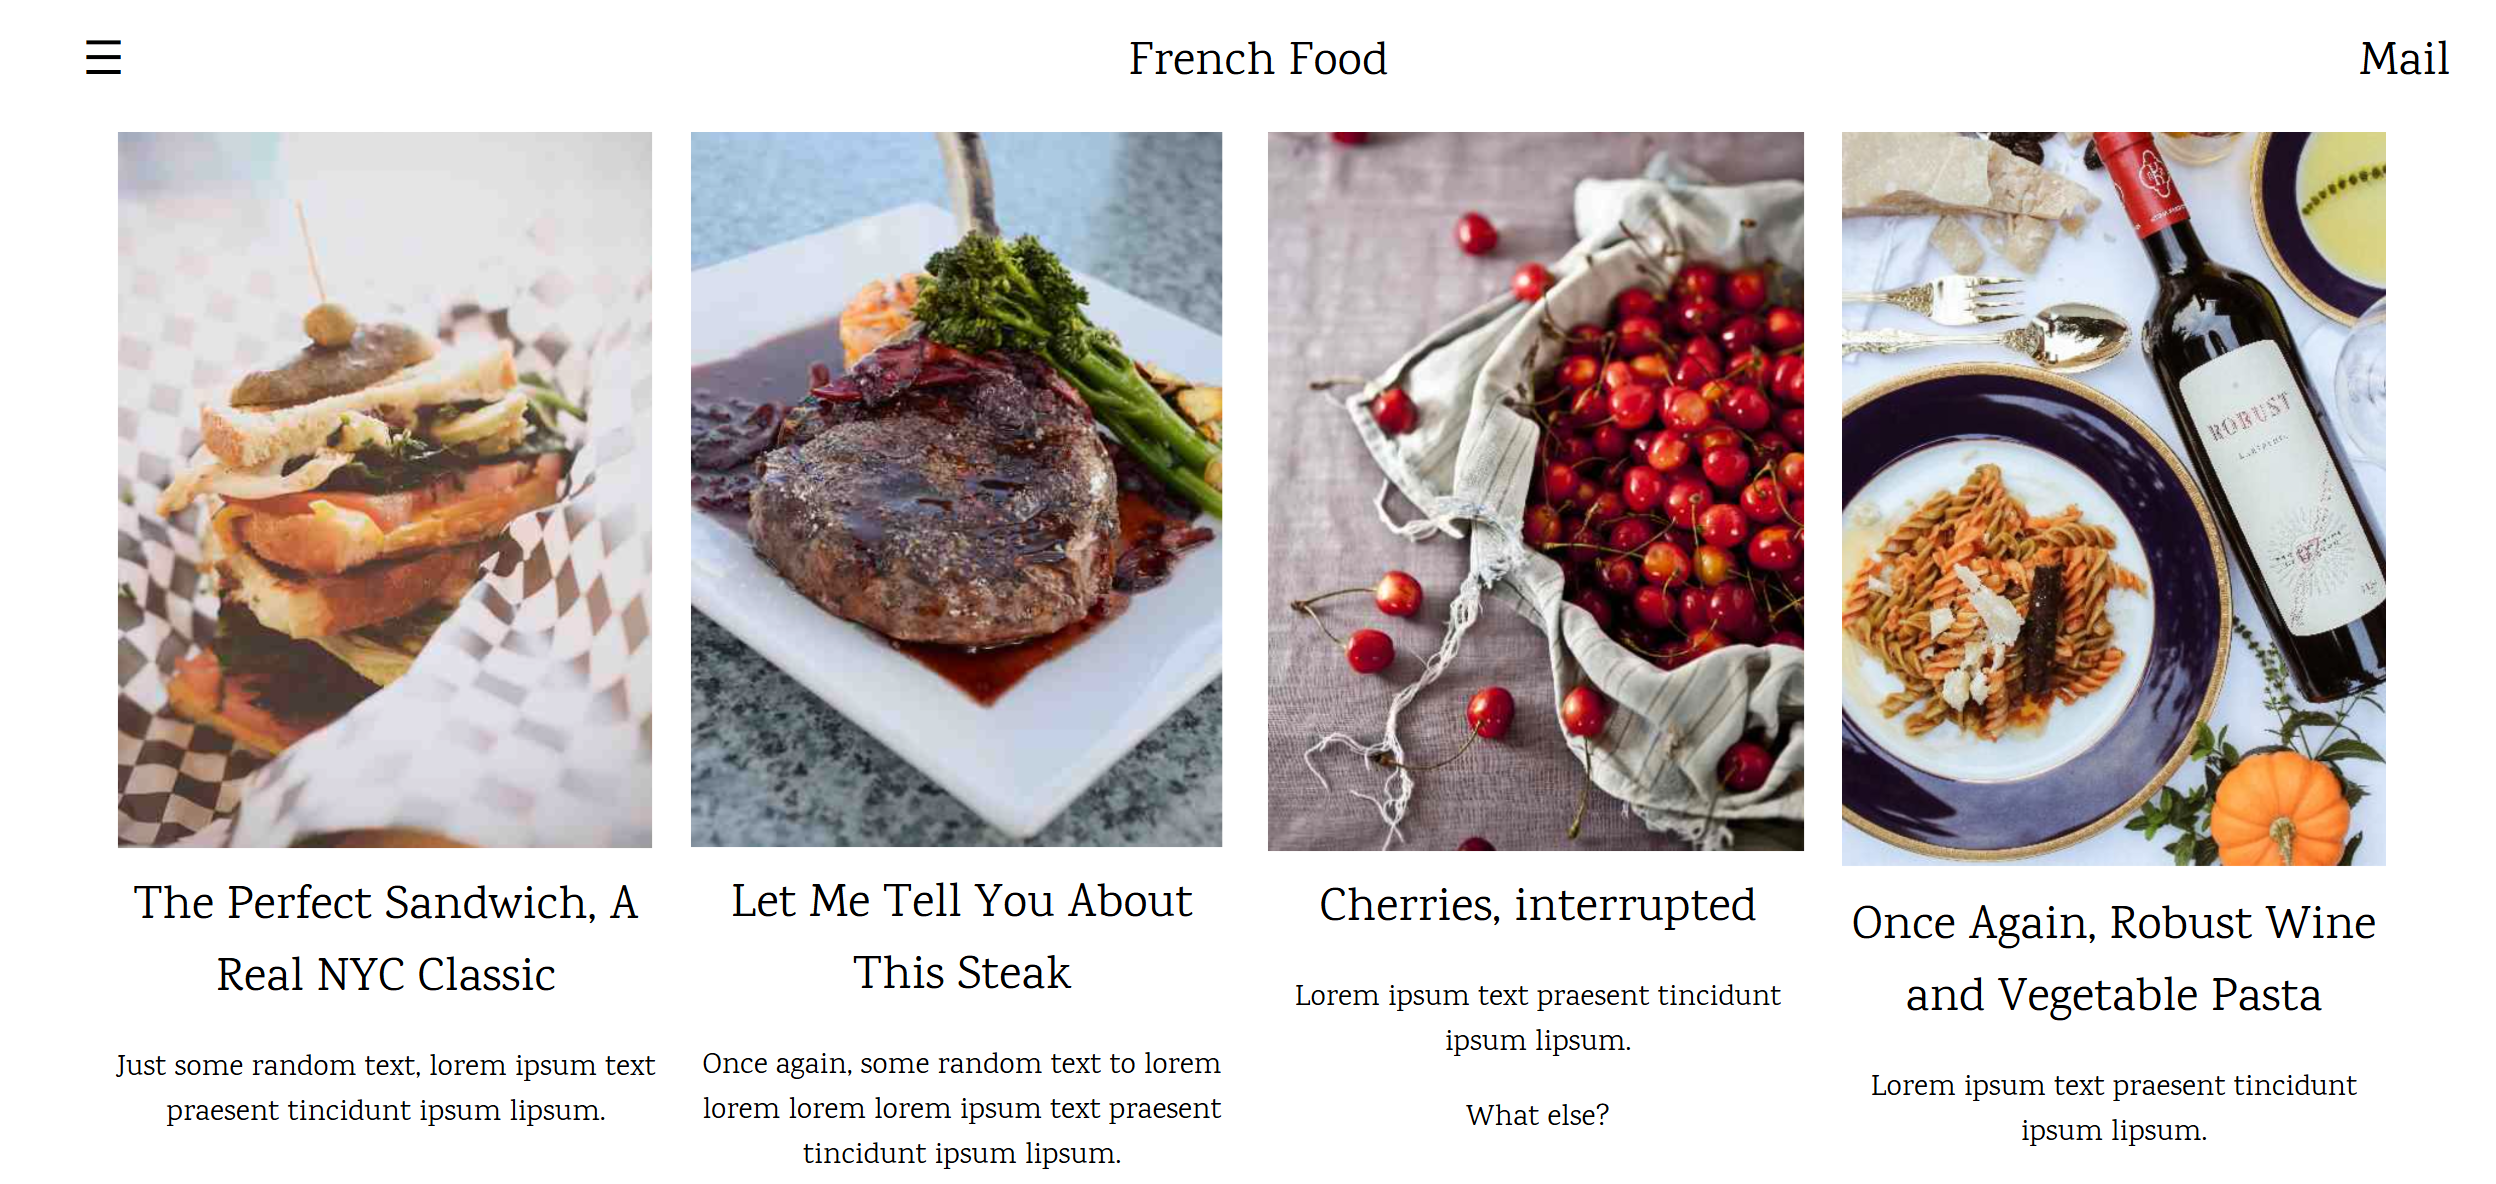 ☰ French Food Mail
ROBUST
The Perfect Sandwich, A
Real NYC Classic
Just some random text, lorem ipsum text
praesent tincidunt ipsum lipsum.
Let Me Tell You About
This Steak
Once again, some random text to lorem
lorem lorem lorem ipsum text praesent
tincidunt ipsum lipsum.
Cherries, interrupted
Lorem ipsum text praesent tincidunt
ipsum lipsum.
What else?
Once Again, Robust Wine
and Vegetable Pasta
Lorem ipsum text praesent tincidunt
ipsum lipsum.